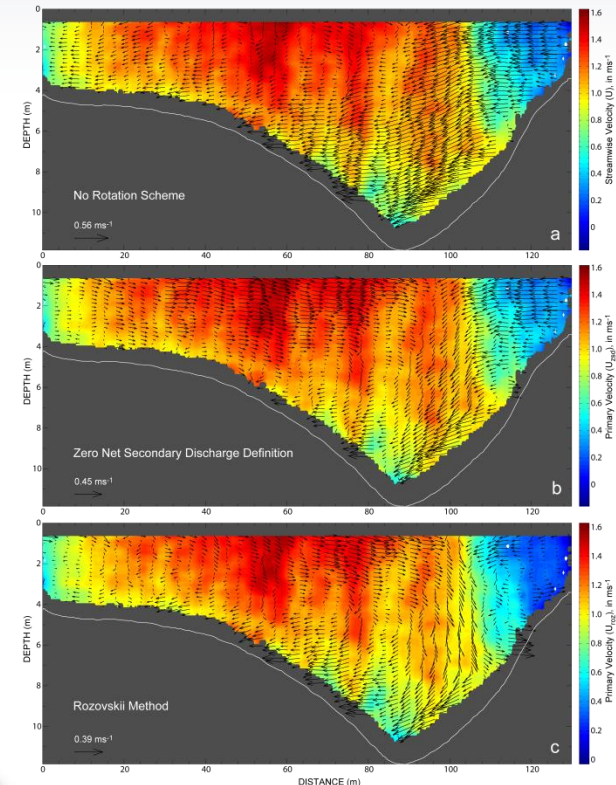 0
2
4
6
8
10
DEPTH (m)
No Rotation Scheme
0.56 ms⁻¹
a
0 20 40 60 80 100 120
1.6
1.4
1.2
1.0
0.8
0.6
0.4
0.2
0
Streamwise Velocity (U), in ms⁻¹
0
2
4
6
8
10
DEPTH (m)
Zero Net Secondary Discharge Definition
0.45 ms⁻¹
b
0 20 40 60 80 100 120
1.6
1.4
1.2
1.0
0.8
0.6
0.4
0.2
0
Primary Velocity (Uzsd), in ms⁻¹
0
2
4
6
8
10
DEPTH (m)
Rozovskii Method
0.39 ms⁻¹
c
0 20 40 60 80 100 120
DISTANCE (m)
1.6
1.4
1.2
1.0
0.8
0.6
0.4
0.2
0
Primary Velocity (Uroz), in ms⁻¹